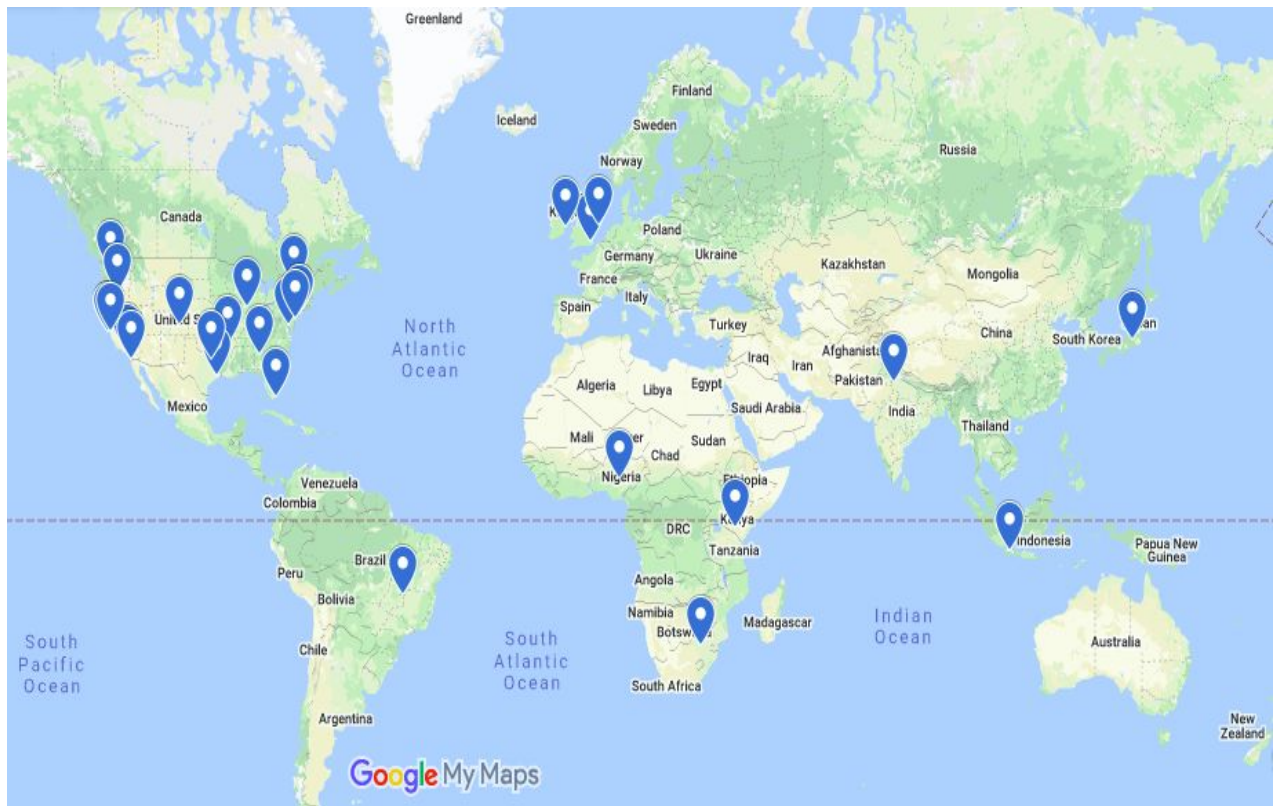 Greenland
Iceland
Finland
Sweden
Norway
Russia
Canada
Poland
Germany
Ukraine
France
Kazakhstan
Mongolia
Italy
Spain
Turkey
North
Atlantic
Ocean
China
South Korea
Iraq
Iran
Pakistan
Algeria
Libya
Egypt
Saudi Arabia
India
Mexico
Thailand
Mali
Chad
Sudan
Nigeria
Venezuela
Colombia
DRC
Tanzania
Papua New
Guinea
Brazil
Peru
Bolivia
Angola
Namibia
Madagascar
Indian
Ocean
Australia
South
Pacific
Ocean
Chile
South
Atlantic
Ocean
South Africa
Argentina
New
Zealand
Google My Maps